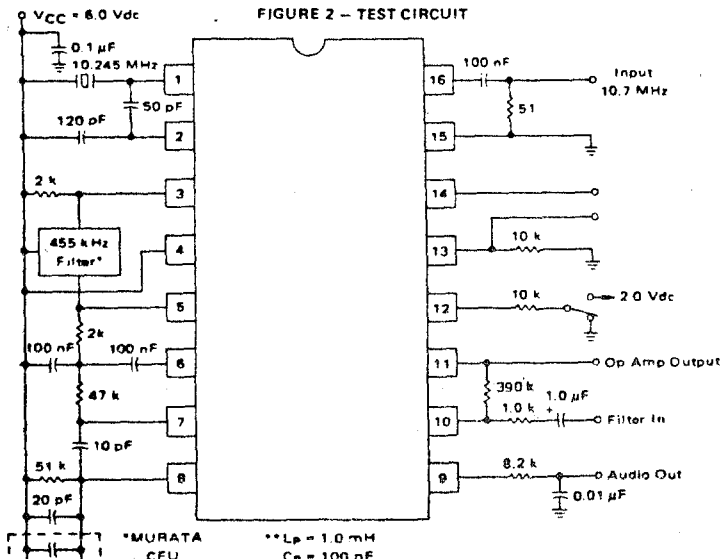 VCC = 6.0 Vdc
FIGURE 2 – TEST CIRCUIT
0.1 µF
10.245 MHz
50 pF
120 pF
2 k
455 kHz
Filter*
2k
100 nF
100 nF
47 k
10 pF
51 k
20 pF
1
2
3
4
5
6
7
8
16
15
14
13
12
11
10
9
100 nF
Input
10.7 MHz
51
10 k
10 k
2.0 Vdc
Op Amp Output
390 k
1.0 µF
1.0 k
+
Filter In
8.2 k
Audio Out
0.01 µF
*MURATA
CFU
**LP = 1.0 mH
CP = 100 nF